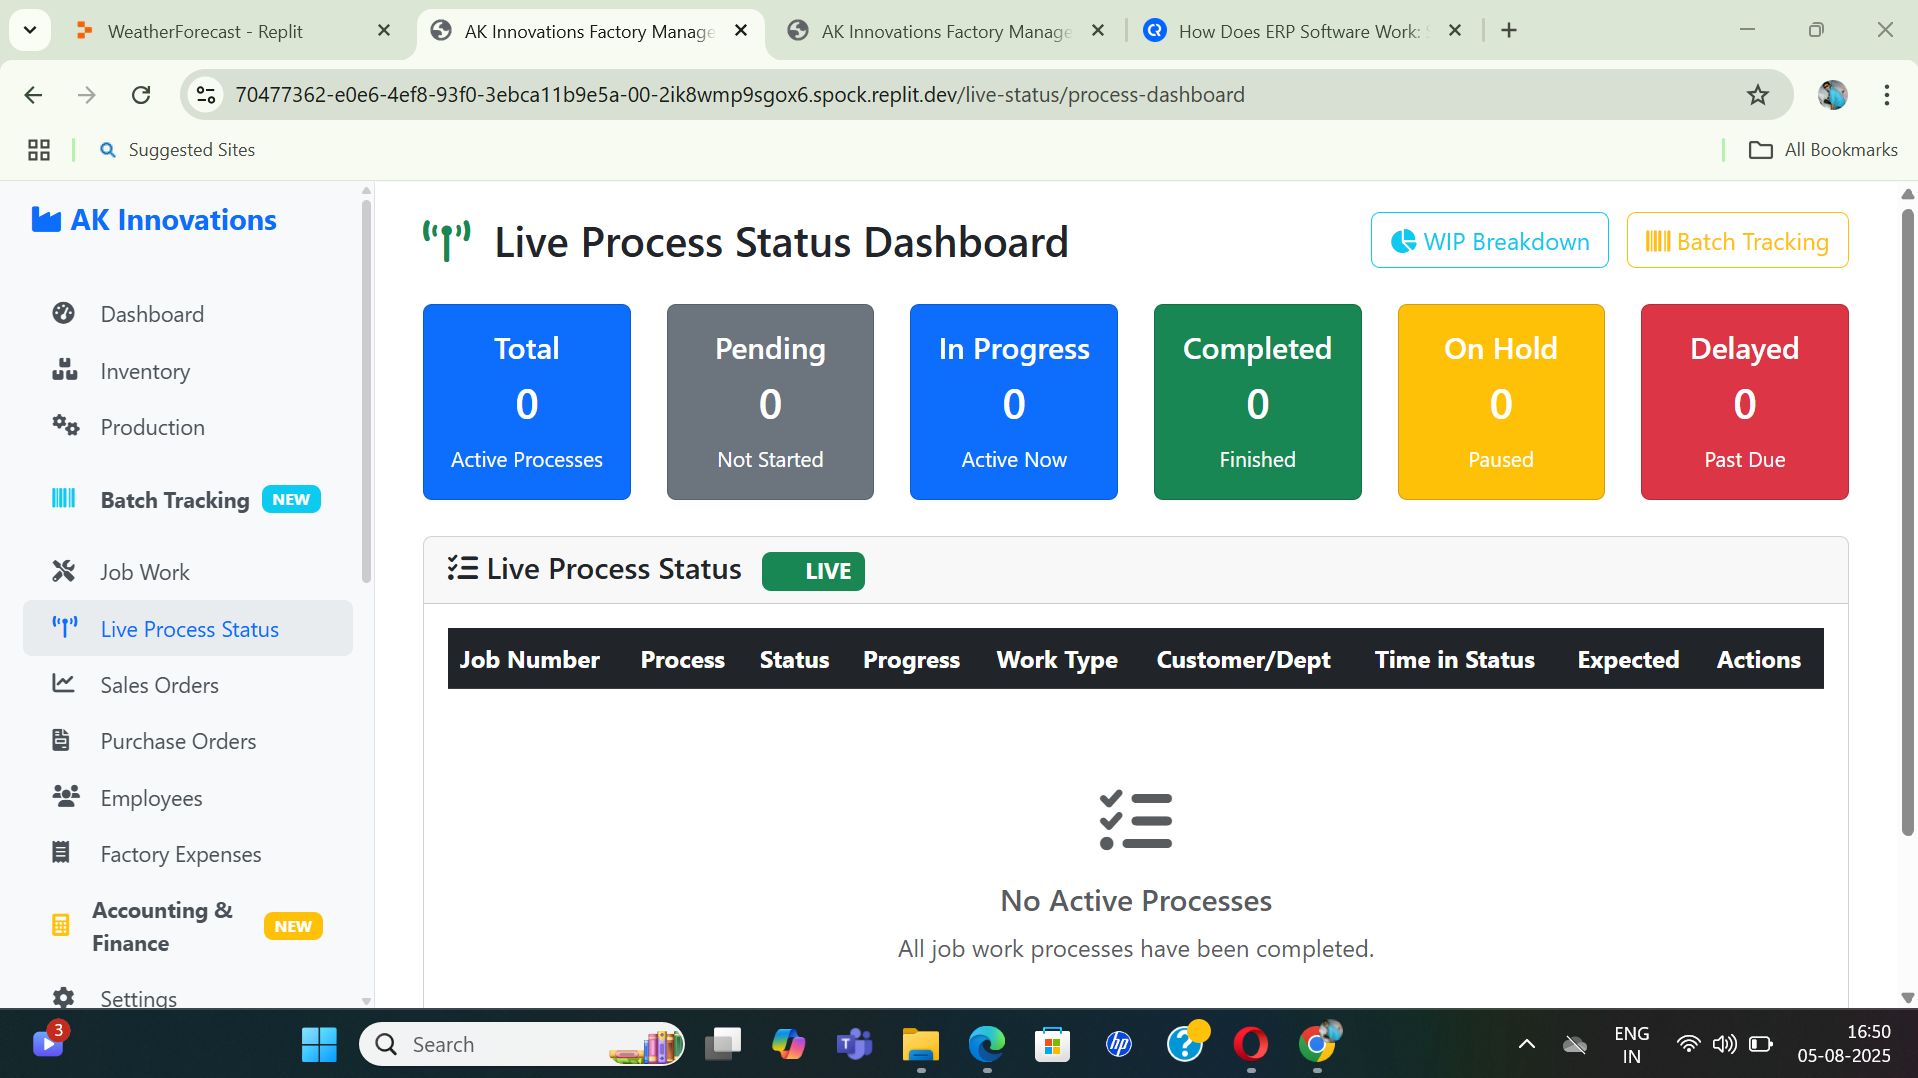 WeatherForecast - Replit
AK Innovations Factory Manage
AK Innovations Factory Manage
How Does ERP Software Work:
70477362-e0e6-4ef8-93f0-3ebca11b9e5a-00-2ik8wmp9sgox6.spock.replit.dev/live-status/process-dashboard
Suggested Sites
All Bookmarks
AK Innovations
Dashboard
Inventory
Production
Batch Tracking NEW
Job Work
Live Process Status
Sales Orders
Purchase Orders
Employees
Factory Expenses
Accounting &
Finance
NEW
Settings
Live Process Status Dashboard
WIP Breakdown
Batch Tracking
Total
0
Active Processes
Pending
0
Not Started
In Progress
0
Active Now
Completed
0
Finished
On Hold
0
Paused
Delayed
0
Past Due
Live Process Status LIVE
Job Number Process Status Progress Work Type Customer/Dept Time in Status Expected Actions
No Active Processes
All job work processes have been completed.
3
Search
T
hp
?
ENG
IN
16:50
05-08-2025